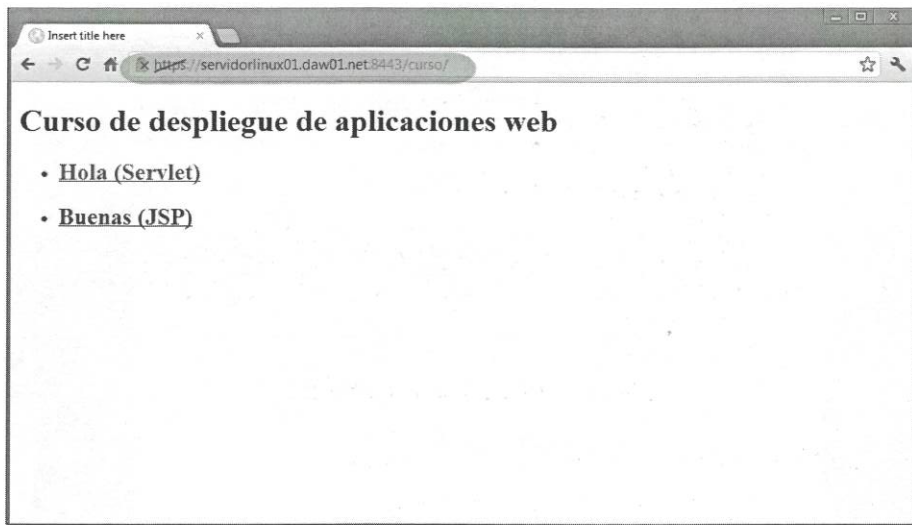 Insert title here
https://servidorlinux01.daw01.net:8443/curso/
Curso de despliegue de aplicaciones web
• Hola (Servlet)
• Buenas (JSP)